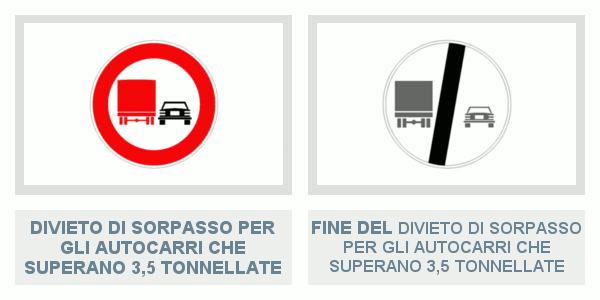 DIVIETO DI SORPASSO PER
GLI AUTOCARRI CHE
SUPERANO 3,5 TONNELLATE
FINE DEL DIVIETO DI SORPASSO
PER GLI AUTOCARRI CHE
SUPERANO 3,5 TONNELLATE